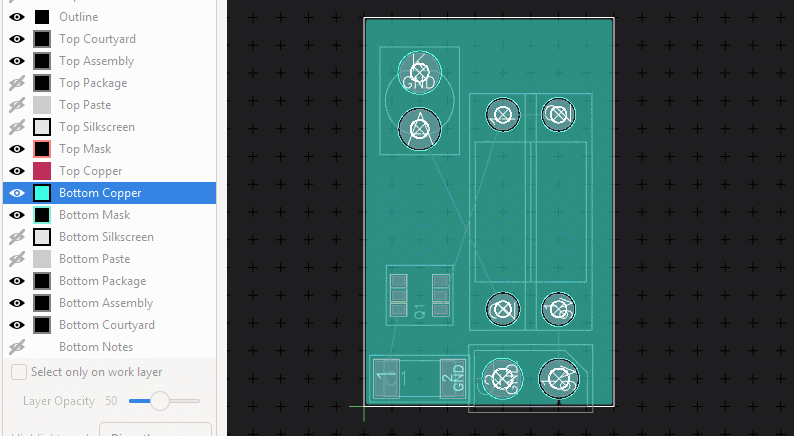 Outline
Top Courtyard
Top Assembly
Top Package
Top Paste
Top Silkscreen
Top Mask
Top Copper
Bottom Copper
Bottom Mask
Bottom Silkscreen
Bottom Paste
Bottom Package
Bottom Assembly
Bottom Courtyard
Bottom Notes
Select only on work layer
Layer Opacity 50
K
GND
A
Q1
1
2
GND
GND